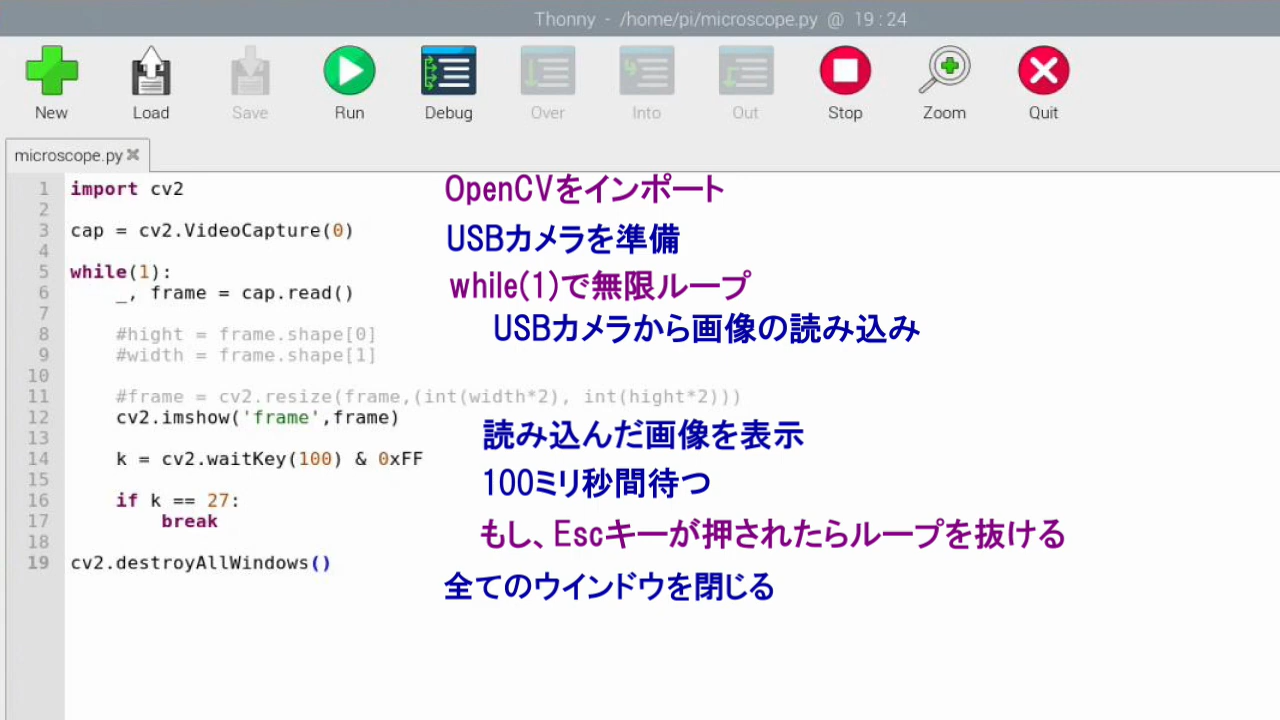 Thonny - /home/pi/microscope.py @ 19:24
New Load Save Run Debug Over Into Out Stop Zoom Quit
microscope.py
1 import cv2
OpenCVをインポート
2
3 cap = cv2.VideoCapture(0)
USBカメラを準備
4
5 while(1):
while(1)で無限ループ
6 _, frame = cap.read()
USBカメラから画像の読み込み
7
8 #hight = frame.shape[0]
9 #width = frame.shape[1]
10
11 #frame = cv2.resize(frame,(int(width*2), int(hight*2)))
12 cv2.imshow('frame',frame)
読み込んだ画像を表示
13
14 k = cv2.waitKey(100) & 0xFF
100ミリ秒間待つ
15
16 if k == 27:
17 break
もし、Escキーが押されたらループを抜ける
18
19 cv2.destroyAllWindows()
全てのウインドウを閉じる